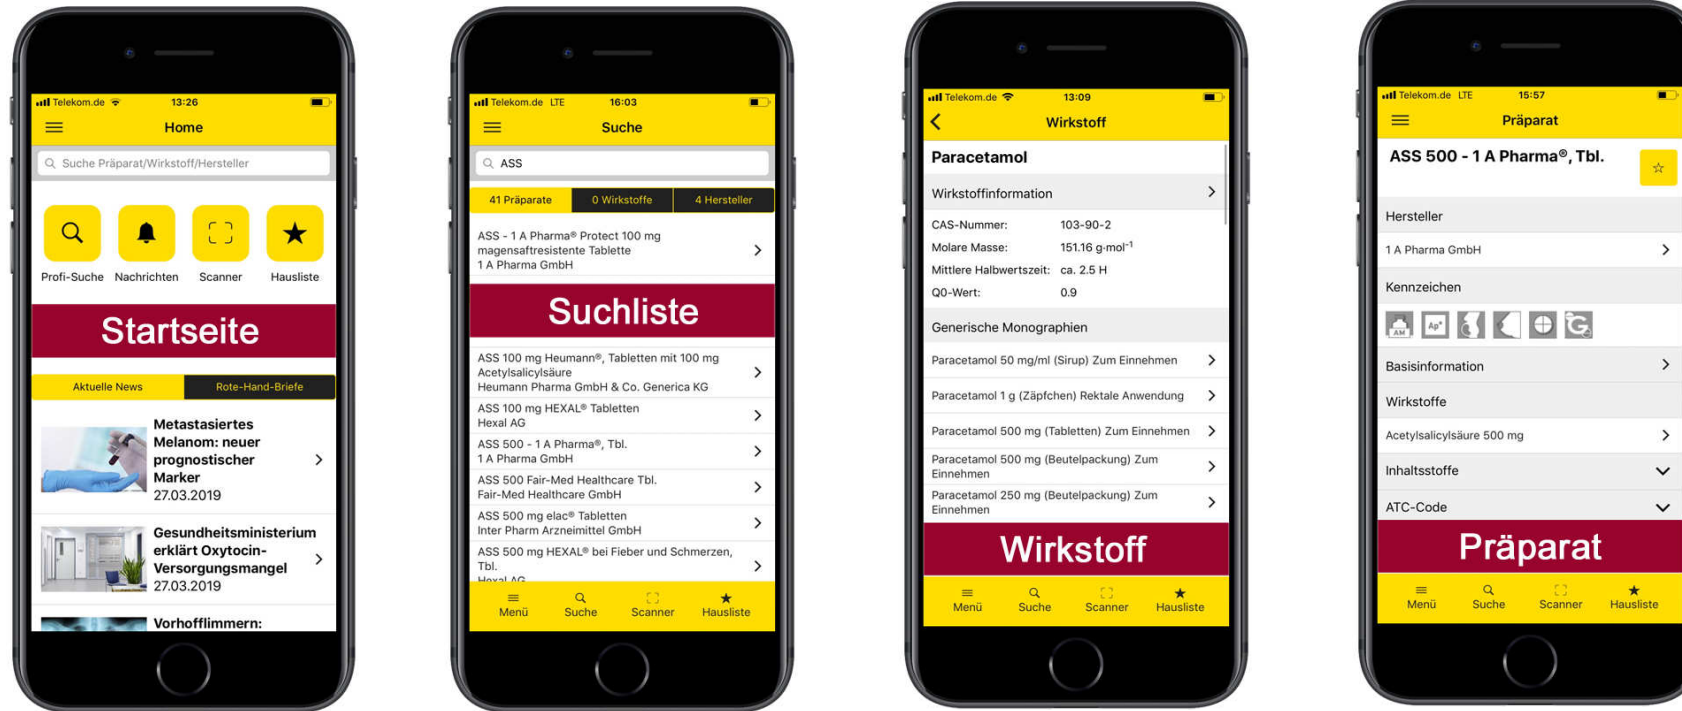 Telekom.de 13:26
Home
Suche Präparat/Wirkstoff/Hersteller
Profi-Suche Nachrichten Scanner Hausliste
Startseite
Aktuelle News Rote-Hand-Briefe
Metastasiertes
Melanom: neuer
prognostischer
Marker
27.03.2019
Gesundheitsministerium
erklärt Oxytocin-
Versorgungsmangel
27.03.2019
Vorhofflimmern:
Telekom.de LTE 16:03
Suche
ASS
41 Präparate 0 Wirkstoffe 4 Hersteller
ASS - 1 A Pharma® Protect 100 mg
magensaftresistente Tablette
1 A Pharma GmbH
Suchliste
ASS 100 mg Heumann®, Tabletten mit 100 mg
Acetylsalicylsäure
Heumann Pharma GmbH & Co. Generica KG
ASS 100 mg HEXAL® Tabletten
Hexal AG
ASS 500 - 1 A Pharma®, Tbl.
1 A Pharma GmbH
ASS 500 Fair-Med Healthcare Tbl.
Fair-Med Healthcare GmbH
ASS 500 mg elac® Tabletten
Inter Pharm Arzneimittel GmbH
ASS 500 mg HEXAL® bei Fieber und Schmerzen,
Tbl.
Hexal AG
Menü Suche Scanner Hausliste
Telekom.de 13:09
Wirkstoff
Paracetamol
Wirkstoffinformation
CAS-Nummer: 103-90-2
Molare Masse: 151.16 g·mol⁻¹
Mittlere Halbwertszeit: ca. 2.5 H
Q0-Wert: 0.9
Generische Monographien
Paracetamol 50 mg/ml (Sirup) Zum Einnehmen
Paracetamol 1 g (Zäpfchen) Rektale Anwendung
Paracetamol 500 mg (Tabletten) Zum Einnehmen
Paracetamol 500 mg (Beutelpackung) Zum
Einnehmen
Paracetamol 250 mg (Beutelpackung) Zum
Einnehmen
Wirkstoff
Menü Suche Scanner Hausliste
Telekom.de LTE 15:57
Präparat
ASS 500 - 1 A Pharma®, Tbl.
Hersteller
1 A Pharma GmbH
Kennzeichen
AM Ap* G
Basisinformation
Wirkstoffe
Acetylsalicylsäure 500 mg
Inhaltsstoffe
ATC-Code
Präparat
Menü Suche Scanner Hausliste